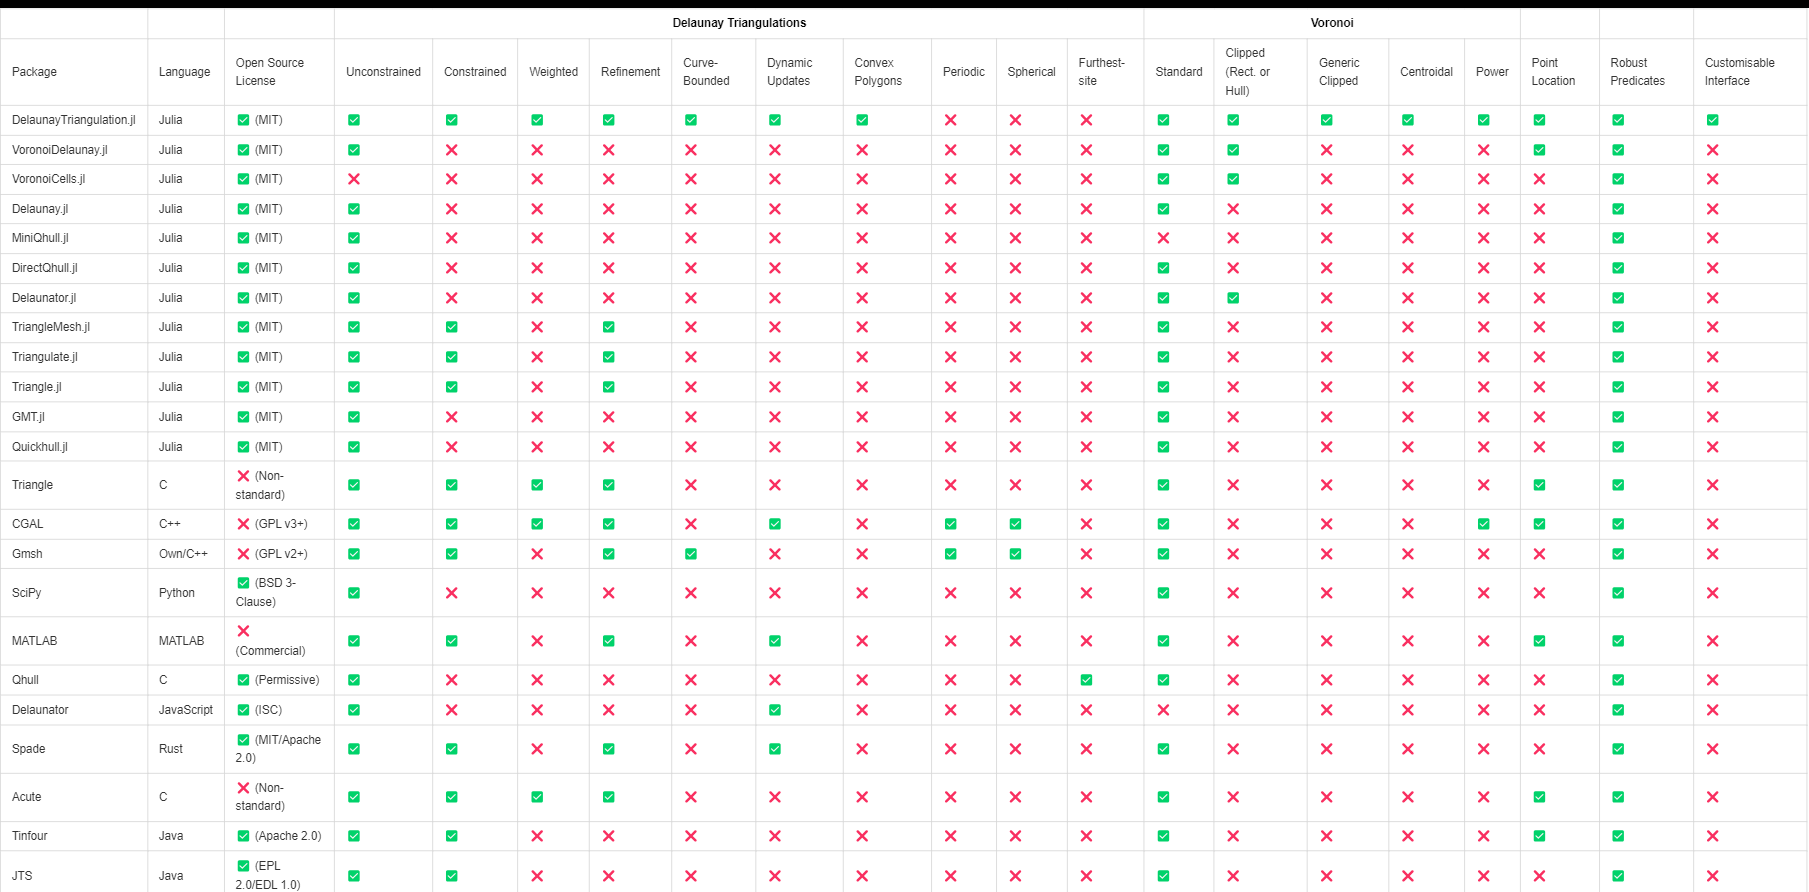 Delaunay Triangulations Voronoi
Package Language Open Source License Unconstrained Constrained Weighted Refinement Curve-Bounded Dynamic Updates Convex Polygons Periodic Spherical Furthest-site Standard Clipped (Rect. or Hull) Generic Clipped Centroidal Power Point Location Robust Predicates Customisable Interface
DelaunayTriangulation.jl Julia ✅ (MIT) ✅ ✅ ✅ ✅ ✅ ✅ ✅ ❌ ❌ ❌ ✅ ✅ ✅ ✅ ✅ ✅ ✅ ✅
VoronoiDelaunay.jl Julia ✅ (MIT) ✅ ❌ ❌ ❌ ❌ ❌ ❌ ❌ ❌ ❌ ✅ ✅ ❌ ❌ ❌ ✅ ✅ ❌
VoronoiCells.jl Julia ✅ (MIT) ❌ ❌ ❌ ❌ ❌ ❌ ❌ ❌ ❌ ❌ ✅ ✅ ❌ ❌ ❌ ❌ ✅ ❌
Delaunay.jl Julia ✅ (MIT) ✅ ❌ ❌ ❌ ❌ ❌ ❌ ❌ ❌ ❌ ✅ ❌ ❌ ❌ ❌ ❌ ✅ ❌
MiniQhull.jl Julia ✅ (MIT) ✅ ❌ ❌ ❌ ❌ ❌ ❌ ❌ ❌ ❌ ❌ ❌ ❌ ❌ ❌ ❌ ✅ ❌
DirectQhull.jl Julia ✅ (MIT) ✅ ❌ ❌ ❌ ❌ ❌ ❌ ❌ ❌ ❌ ✅ ❌ ❌ ❌ ❌ ❌ ✅ ❌
Delaunator.jl Julia ✅ (MIT) ✅ ❌ ❌ ❌ ❌ ❌ ❌ ❌ ❌ ❌ ✅ ✅ ❌ ❌ ❌ ❌ ✅ ❌
TriangleMesh.jl Julia ✅ (MIT) ✅ ✅ ❌ ✅ ❌ ❌ ❌ ❌ ❌ ❌ ✅ ❌ ❌ ❌ ❌ ❌ ✅ ❌
Triangulate.jl Julia ✅ (MIT) ✅ ✅ ❌ ✅ ❌ ❌ ❌ ❌ ❌ ❌ ✅ ❌ ❌ ❌ ❌ ❌ ✅ ❌
Triangle.jl Julia ✅ (MIT) ✅ ✅ ❌ ✅ ❌ ❌ ❌ ❌ ❌ ❌ ✅ ❌ ❌ ❌ ❌ ❌ ✅ ❌
GMT.jl Julia ✅ (MIT) ✅ ❌ ❌ ❌ ❌ ❌ ❌ ❌ ❌ ❌ ✅ ❌ ❌ ❌ ❌ ❌ ✅ ❌
Quickhull.jl Julia ✅ (MIT) ✅ ❌ ❌ ❌ ❌ ❌ ❌ ❌ ❌ ❌ ✅ ❌ ❌ ❌ ❌ ❌ ✅ ❌
Triangle C ❌ (Non-standard) ✅ ✅ ✅ ✅ ❌ ❌ ❌ ❌ ❌ ❌ ✅ ❌ ❌ ❌ ❌ ✅ ✅ ❌
CGAL C++ ❌ (GPL v3+) ✅ ✅ ✅ ✅ ❌ ✅ ❌ ✅ ✅ ❌ ✅ ❌ ❌ ❌ ✅ ✅ ✅ ❌
Gmsh Own/C++ ❌ (GPL v2+) ✅ ✅ ❌ ✅ ✅ ❌ ❌ ✅ ✅ ❌ ✅ ❌ ❌ ❌ ❌ ❌ ✅ ❌
SciPy Python ✅ (BSD 3-Clause) ✅ ❌ ❌ ❌ ❌ ❌ ❌ ❌ ❌ ❌ ✅ ❌ ❌ ❌ ❌ ❌ ✅ ❌
MATLAB MATLAB ❌ (Commercial) ✅ ✅ ❌ ✅ ❌ ✅ ❌ ❌ ❌ ❌ ✅ ❌ ❌ ❌ ❌ ✅ ✅ ❌
Qhull C ✅ (Permissive) ✅ ❌ ❌ ❌ ❌ ❌ ❌ ❌ ❌ ✅ ✅ ❌ ❌ ❌ ❌ ❌ ✅ ❌
Delaunator JavaScript ✅ (ISC) ✅ ❌ ❌ ❌ ❌ ✅ ❌ ❌ ❌ ❌ ❌ ❌ ❌ ❌ ❌ ❌ ✅ ❌
Spade Rust ✅ (MIT/Apache 2.0) ✅ ✅ ❌ ✅ ❌ ✅ ❌ ❌ ❌ ❌ ✅ ❌ ❌ ❌ ❌ ❌ ✅ ❌
Acute C ❌ (Non-standard) ✅ ✅ ✅ ✅ ❌ ❌ ❌ ❌ ❌ ❌ ✅ ❌ ❌ ❌ ❌ ✅ ✅ ❌
Tinfour Java ✅ (Apache 2.0) ✅ ✅ ❌ ❌ ❌ ❌ ❌ ❌ ❌ ❌ ✅ ❌ ❌ ❌ ❌ ✅ ✅ ❌
JTS Java ✅ (EPL 2.0/EDL 1.0) ✅ ✅ ❌ ❌ ❌ ❌ ❌ ❌ ❌ ❌ ✅ ❌ ❌ ❌ ❌ ❌ ✅ ❌